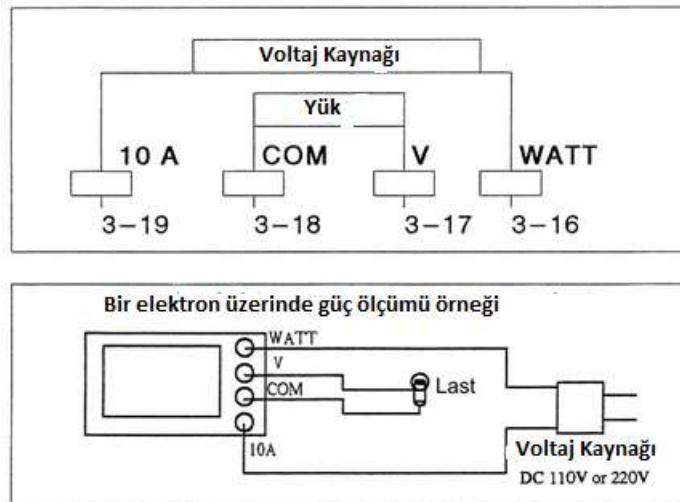 Voltaj Kaynağı
Yük
10 A COM V WATT
3-19 3-18 3-17 3-16
Bir elektron üzerinde güç ölçümü örneği
WATT
V
COM
Last
10A
Voltaj Kaynağı
DC 110V or 220V